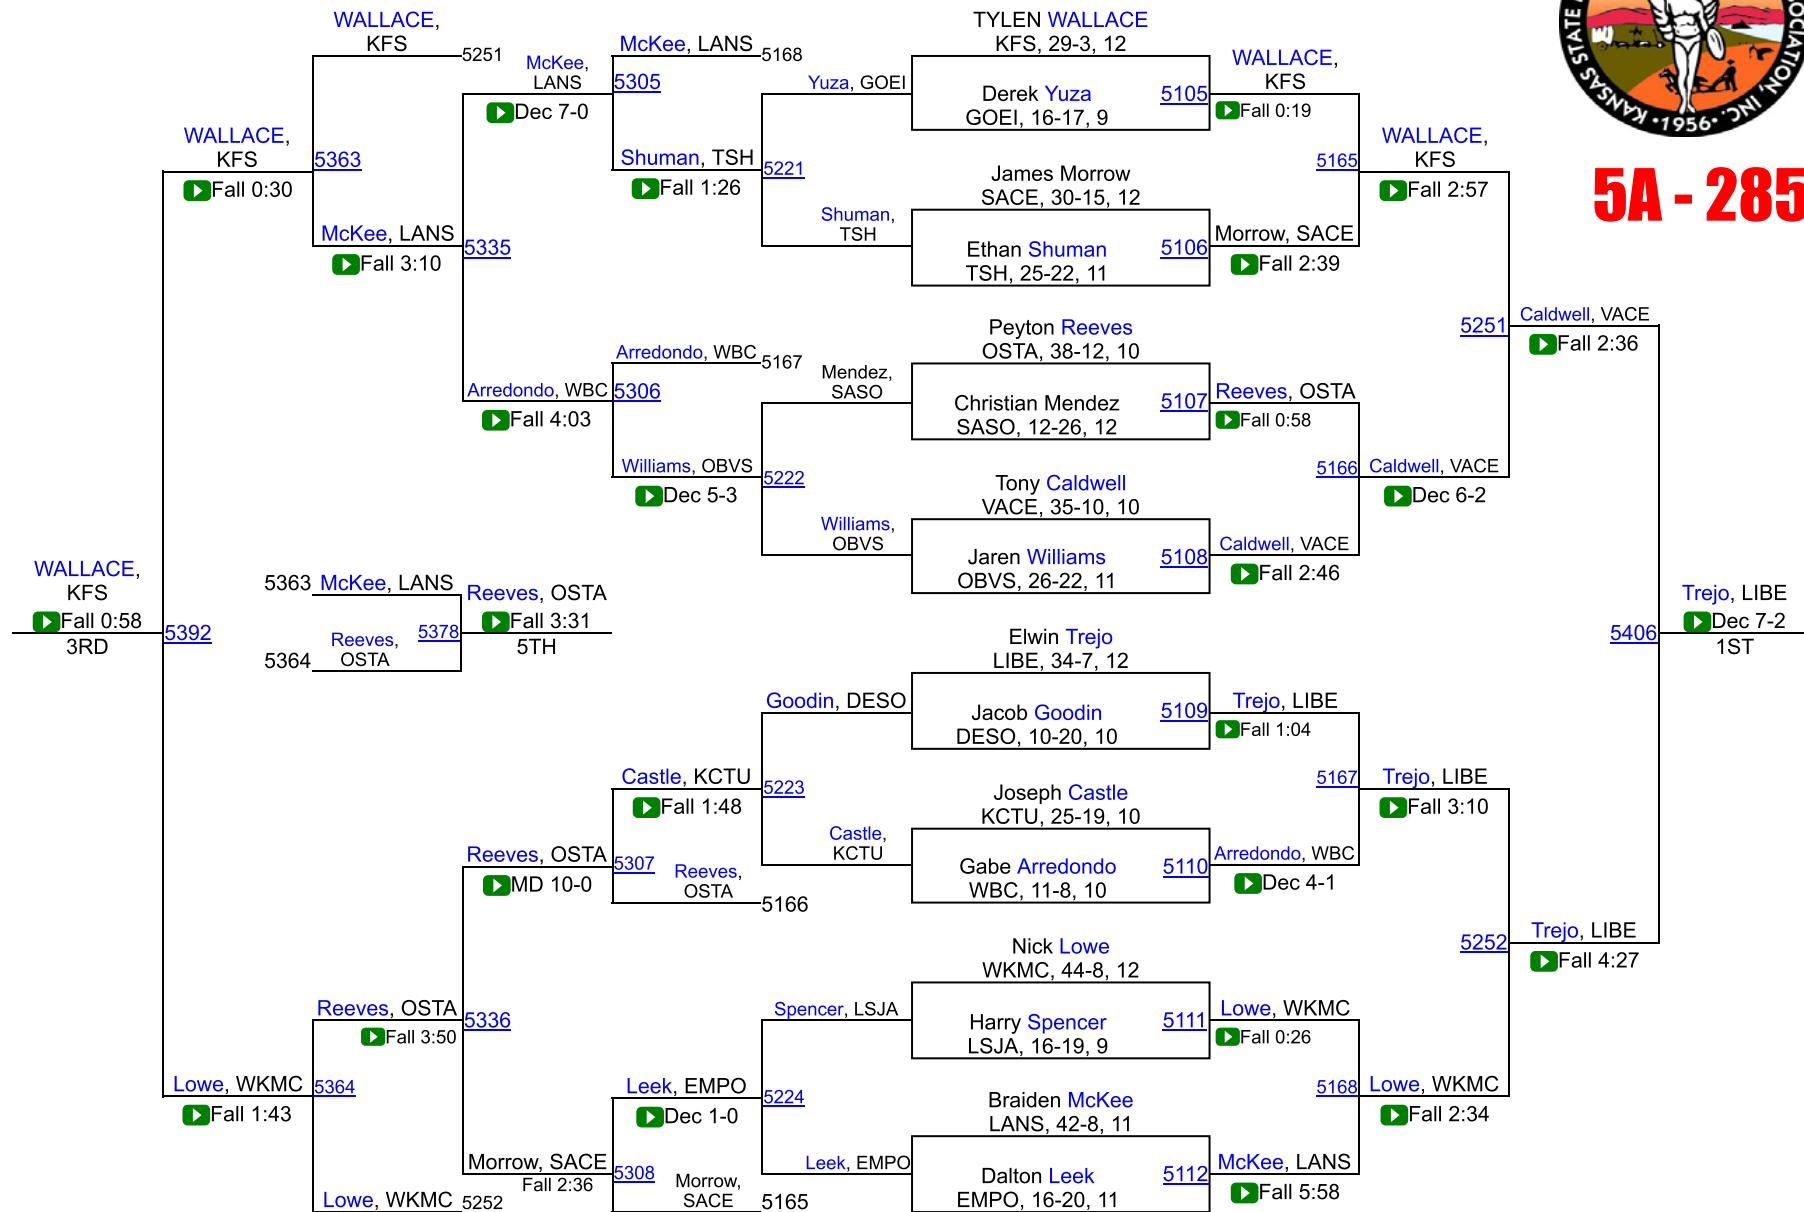 WALLACE,
KFS
5251
McKee,
LANS
Dec 7-0
McKee, LANS
5168
5305
TYLEN WALLACE
KFS, 29-3, 12
Yuza, GOEI
Derek Yuza
GOEI, 16-17, 9
5105
WALLACE,
KFS
Fall 0:19
KANSAS STATE A
OCIATION, INC.
•1956•
5A - 285
WALLACE,
KFS
Fall 0:30
5363
Shuman, TSH
Fall 1:26
5221
James Morrow
SACE, 30-15, 12
5165
WALLACE,
KFS
Fall 2:57
McKee, LANS
Fall 3:10
5335
Shuman,
TSH
Ethan Shuman
TSH, 25-22, 11
5106
Morrow, SACE
Fall 2:39
Peyton Reeves
OSTA, 38-12, 10
5251
Caldwell, VACE
Fall 2:36
Arredondo, WBC
5167
Arredondo, WBC
Fall 4:03
5306
Mendez,
SASO
Christian Mendez
SASO, 12-26, 12
5107
Reeves, OSTA
Fall 0:58
Williams, OBVS
Dec 5-3
5222
Tony Caldwell
VACE, 35-10, 10
5166
Caldwell, VACE
Dec 6-2
Williams,
OBVS
Jaren Williams
OBVS, 26-22, 11
5108
Caldwell, VACE
Fall 2:46
WALLACE,
KFS
Fall 0:58
3RD
5392
5363
McKee, LANS
Reeves,
OSTA
5364
5378
Reeves, OSTA
Fall 3:31
5TH
Elwin Trejo
LIBE, 34-7, 12
5406
Trejo, LIBE
Dec 7-2
1ST
Goodin, DESO
Jacob Goodin
DESO, 10-20, 10
5109
Trejo, LIBE
Fall 1:04
Castle, KCTU
Fall 1:48
5223
Joseph Castle
KCTU, 25-19, 10
5167
Trejo, LIBE
Fall 3:10
Reeves, OSTA
MD 10-0
5307
Reeves,
OSTA
5166
Castle,
KCTU
Gabe Arredondo
WBC, 11-8, 10
5110
Arredondo, WBC
Dec 4-1
Nick Lowe
WKMC, 44-8, 12
5252
Trejo, LIBE
Fall 4:27
Reeves, OSTA
Fall 3:50
5336
Spencer, LSJA
Harry Spencer
LSJA, 16-19, 9
5111
Lowe, WKMC
Fall 0:26
Lowe, WKMC
Fall 1:43
5364
Leek, EMPO
Dec 1-0
5224
Braiden McKee
LANS, 42-8, 11
5168
Lowe, WKMC
Fall 2:34
Morrow, SACE
Fall 2:36
5308
Morrow,
SACE
5165
Leek, EMPO
Dalton Leek
EMPO, 16-20, 11
5112
McKee, LANS
Fall 5:58
Lowe, WKMC
5252